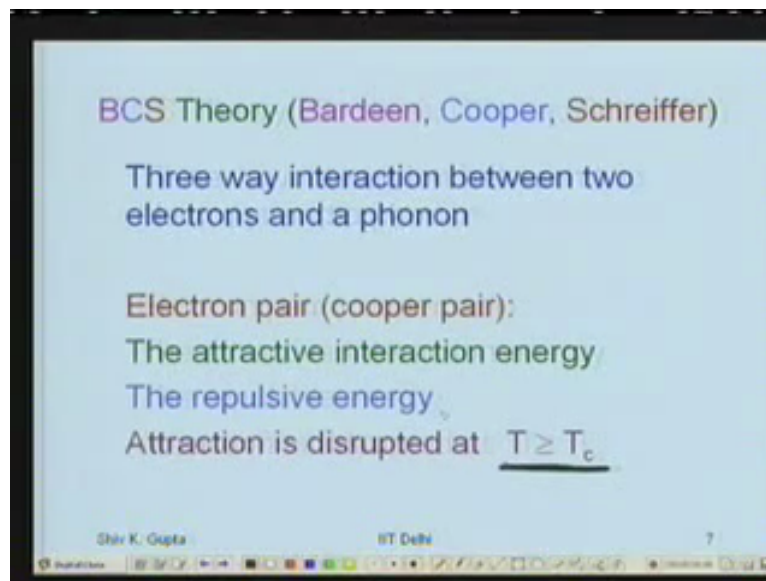 BCS Theory (Bardeen, Cooper, Schreiffer)
Three way interaction between two
electrons and a phonon
Electron pair (cooper pair):
The attractive interaction energy
The repulsive energy
Attraction is disrupted at T ≥ Tc
Shiv K. Gupta IIT Delhi 7